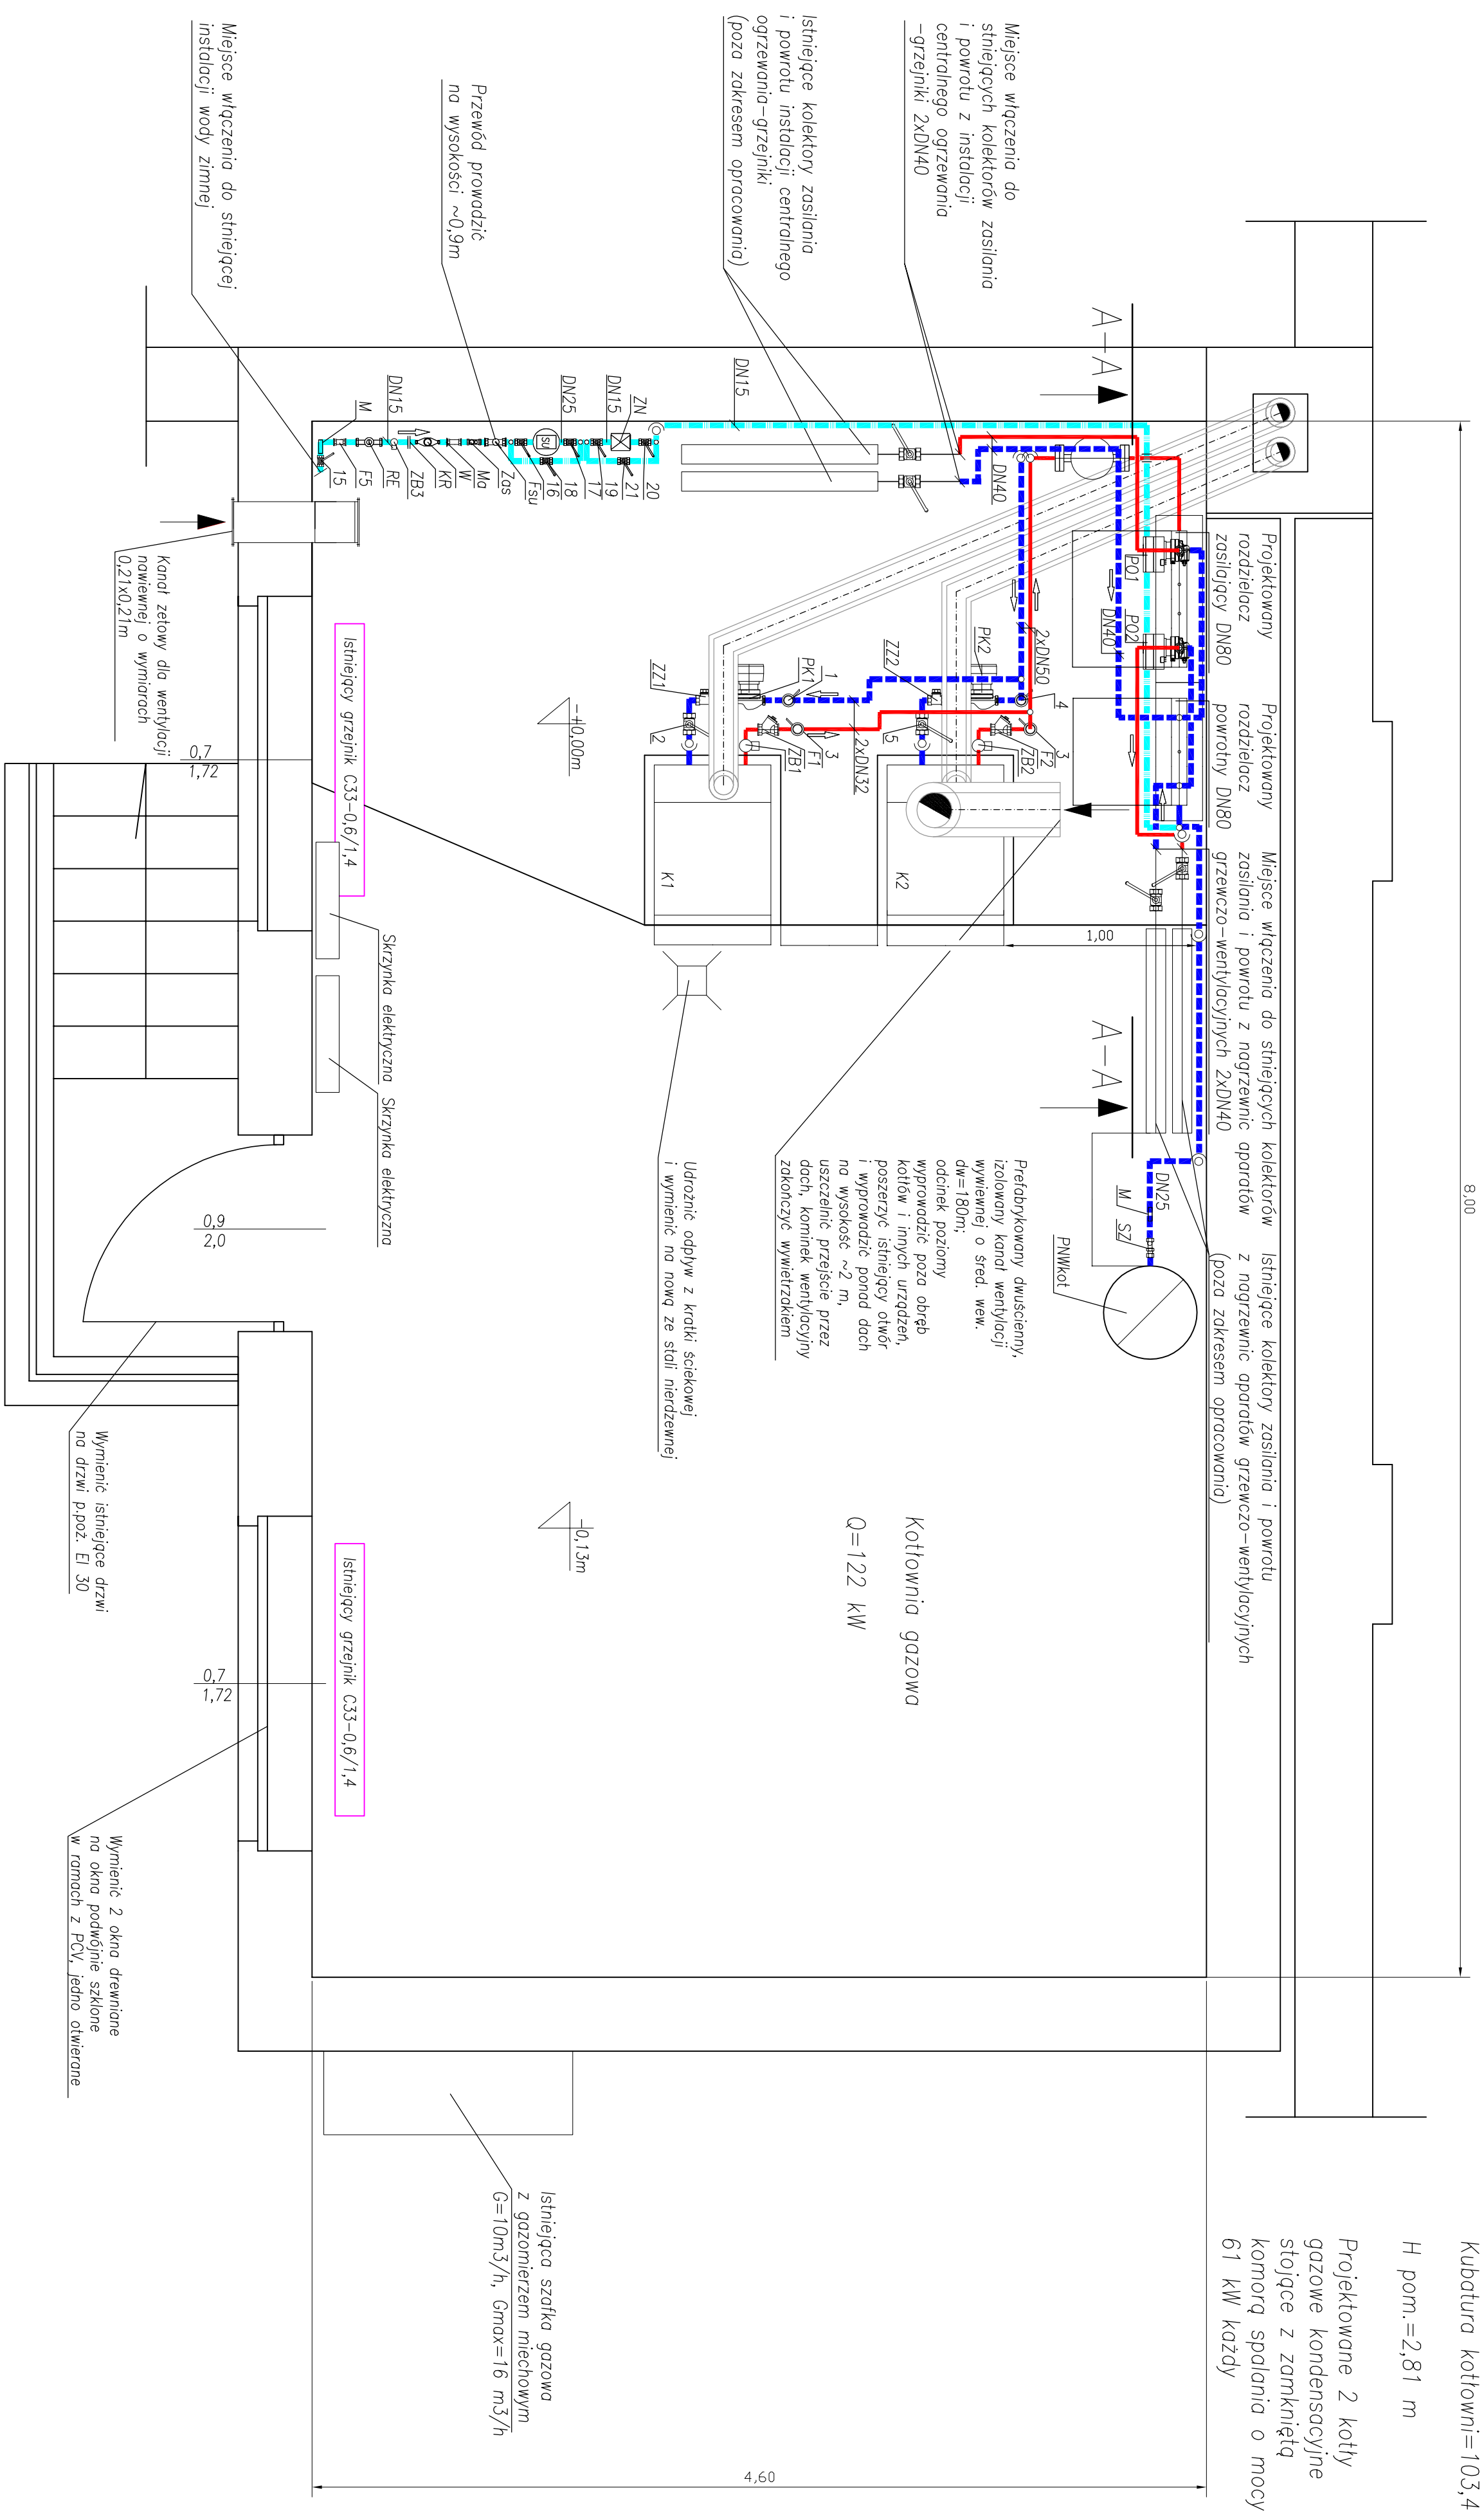 Kubatura kotłowni=103,4
H pom.=2,81 m
Projektowane 2 kotły
gazowe kondensacyjne
stojące z zamkniętą
komorą spalania o mocy
61 kW każdy
8,00
4,60
Miejsce włączenia do
stniejących kolektorów zasilania
i powrotu z instalacji
centralnego ogrzewania
-grzejniki 2xDN40
Istniejące kolektory zasilania
i powrotu instalacji centralnego
ogrzewania-grzejniki
(poza zakresem opracowania)
Przewód prowadzić
na wysokości ~0,9m
Miejsce włączenia do stniejącej
instalacji wody zimnej
A-A
A-A
Projektowany
rozdzielacz
zasilający DN80
Projektowany
rozdzielacz
powrotny DN80
Miejsce włączenia do stniejących kolektorów
zasilania i powrotu z nagrzewnic aparatów
grzewczo-wentylacyjnych 2xDN40
Istniejące kolektory zasilania i powrotu
z nagrzewnic aparatów grzewczo-wentylacyjnych
(poza zakresem opracowania)
PO1
PO2
DN40
DN40
DN15
1,00
DN25
M
SZ
PNWkot
2xDN50
PK2
ZZ2
4
3
F2
ZB2
5
1
PK1
ZZ1
2xDN32
3
F1
ZB1
2
K2
K1
ZN
DN15
DN25
SU
20
21
19
17
18
16
Fsu
Zas
Ma
W
KR
ZB3
RE
F5
15
DN15
M
Prefabrykowany dwuścienny,
izolowany kanał wentylacji
wywiewnej o śred. wew.
dw=180m;
odcinek poziomy
wyprowadzić poza obręb
kotłów i innych urządzeń,
poszerzyć istniejący otwór
i wyprowadzić ponad dach
na wysokość ~2 m,
uszczelnić przejście przez
dach, kominek wentylacyjny
zakończyć wywietrzakiem
Udrożnić odpływ z kratki ściekowej
i wymienić na nową ze stali nierdzewnej
Kotłownia gazowa
Q=122 kW
-+0,00m
-0,13m
Istniejący grzejnik C33-0,6/1,4
Istniejący grzejnik C33-0,6/1,4
Skrzynka elektryczna
Skrzynka elektryczna
Kanał zetowy dla wentylacji
nawiewnej o wymiarach
0,21x0,21m
0,7
1,72
0,9
2,0
0,7
1,72
Wymienić istniejące drzwi
na drzwi p.poż. EI 30
Wymienić 2 okna drewniane
na okna podwójnie szklone
w ramach z PCV, jedno otwierane
Istniejąca szafka gazowa
z gazomierzem miechowym
G=10m3/h, Gmax=16 m3/h